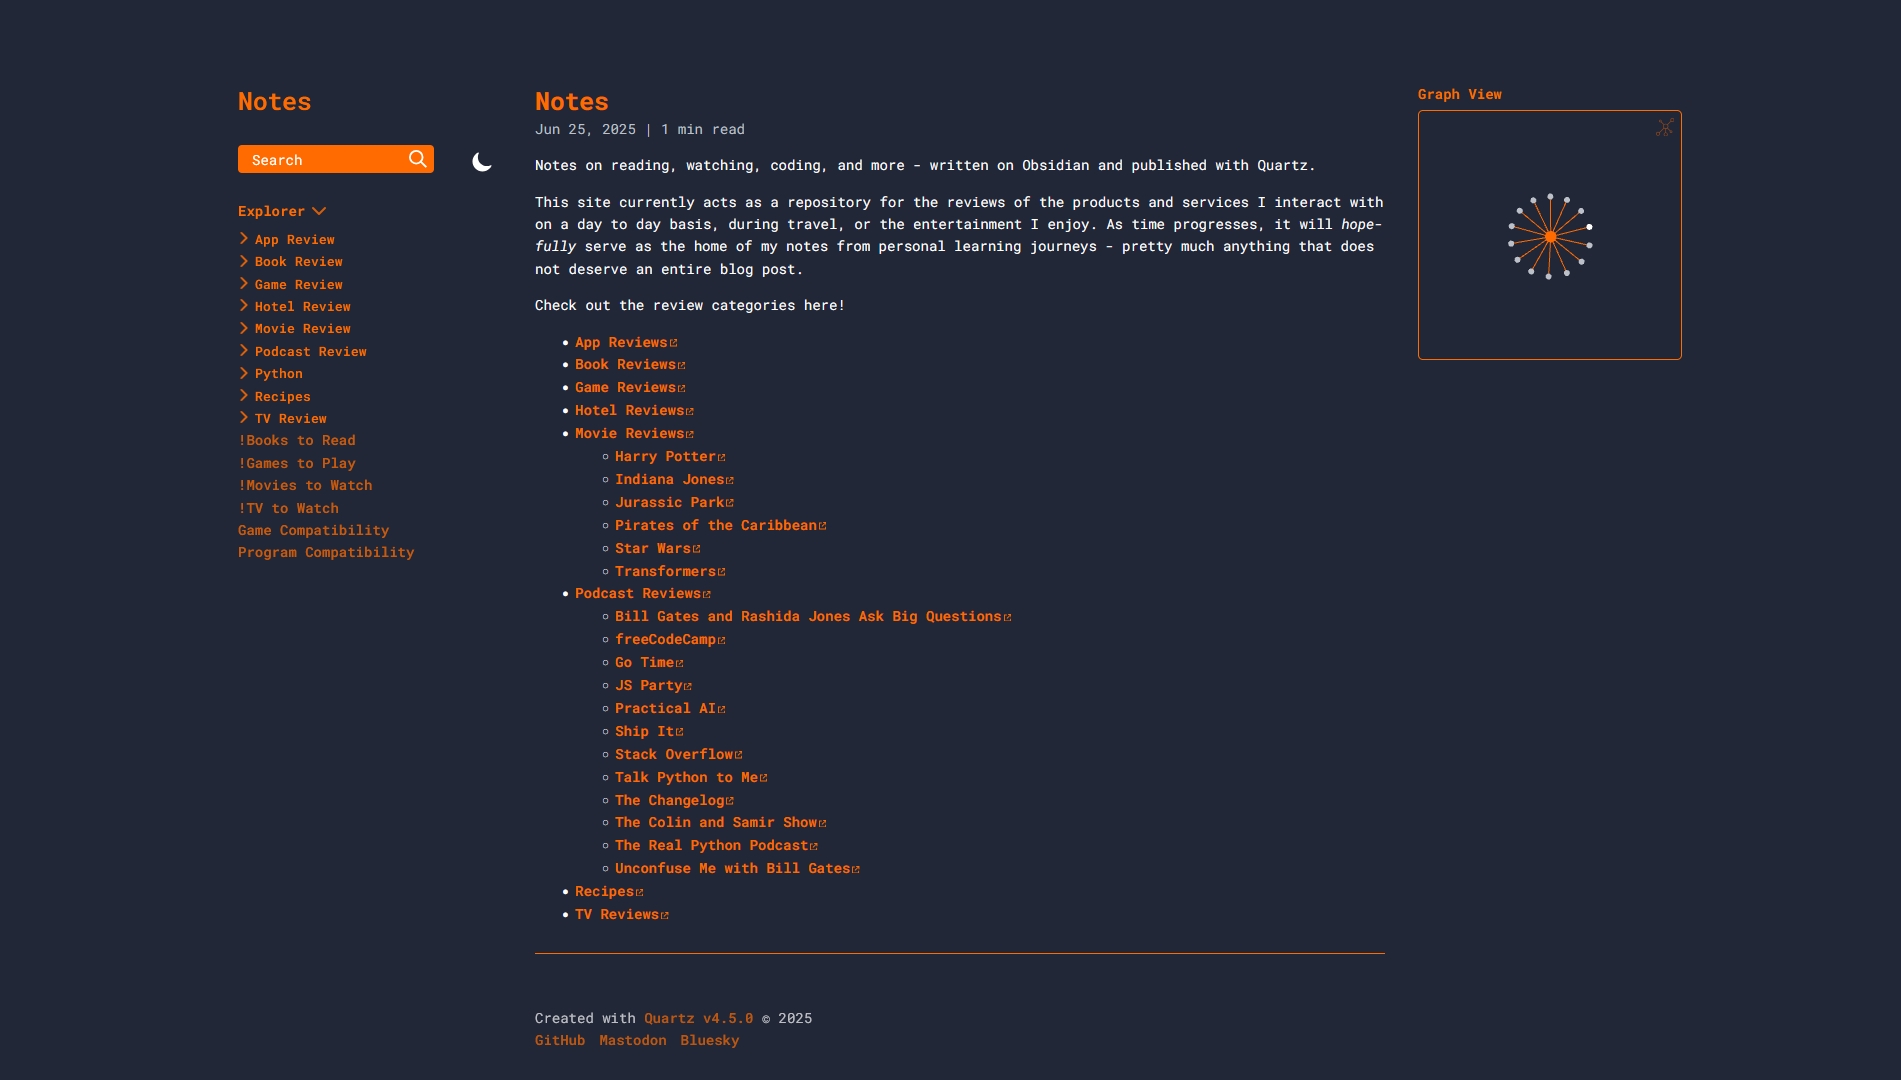 Notes
Search
Explorer
App Review
Book Review
Game Review
Hotel Review
Movie Review
Podcast Review
Python
Recipes
TV Review
!Books to Read
!Games to Play
!Movies to Watch
!TV to Watch
Game Compatibility
Program Compatibility
Notes
Jun 25, 2025 | 1 min read
Notes on reading, watching, coding, and more - written on Obsidian and published with Quartz.
This site currently acts as a repository for the reviews of the products and services I interact with
on a day to day basis, during travel, or the entertainment I enjoy. As time progresses, it will hope-
fully serve as the home of my notes from personal learning journeys - pretty much anything that does
not deserve an entire blog post.
Check out the review categories here!
App Reviews
Book Reviews
Game Reviews
Hotel Reviews
Movie Reviews
Harry Potter
Indiana Jones
Jurassic Park
Pirates of the Caribbean
Star Wars
Transformers
Podcast Reviews
Bill Gates and Rashida Jones Ask Big Questions
freeCodeCamp
Go Time
JS Party
Practical AI
Ship It
Stack Overflow
Talk Python to Me
The Changelog
The Colin and Samir Show
The Real Python Podcast
Unconfuse Me with Bill Gates
Recipes
TV Reviews
Created with Quartz v4.5.0 © 2025
GitHub Mastodon Bluesky
Graph View